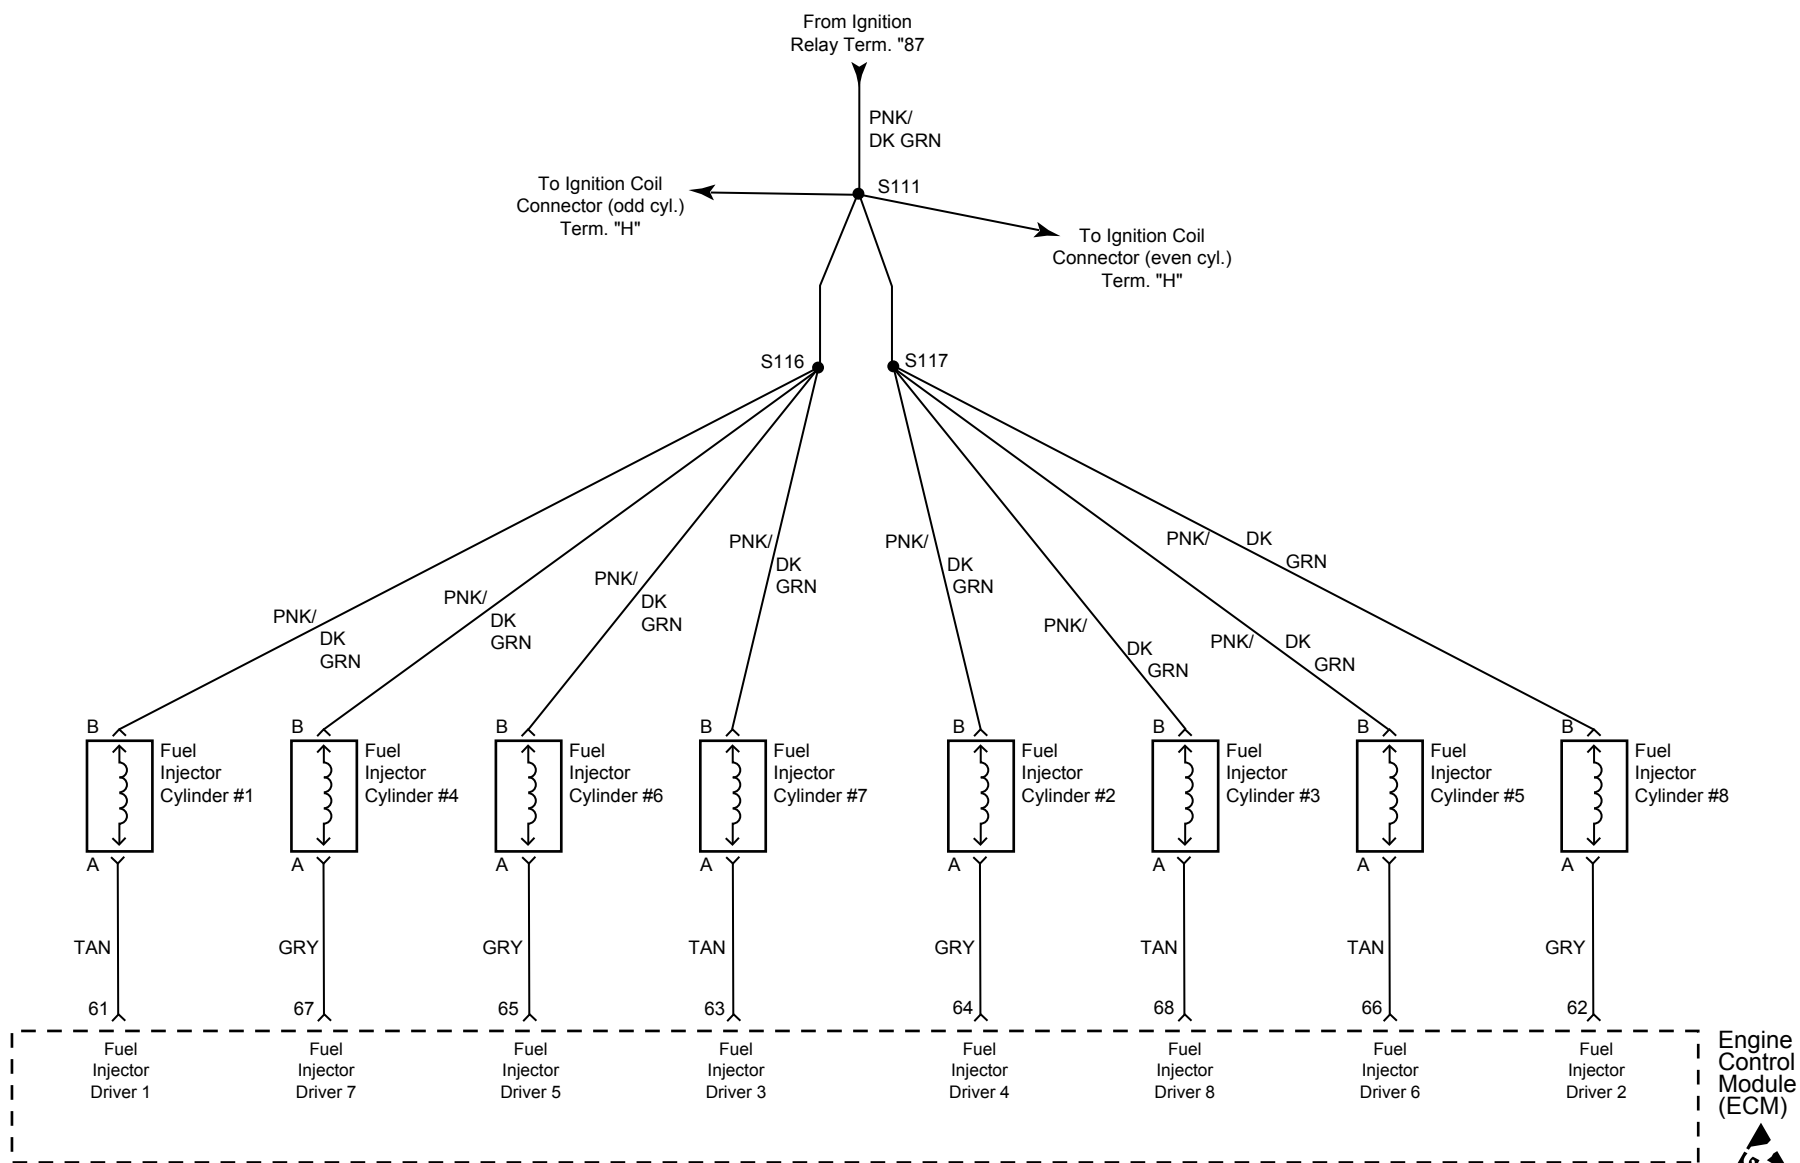 From Ignition
Relay Term. "87
PNK/
DK GRN
S111
To Ignition Coil
Connector (odd cyl.)
Term. "H"
To Ignition Coil
Connector (even cyl.)
Term. "H"
S116
S117
PNK/
DK
GRN
PNK/
DK
GRN
PNK/
DK
GRN
PNK/
DK
GRN
PNK/
DK
GRN
PNK/
DK
GRN
PNK/
DK
GRN
PNK/
DK
GRN
B
Fuel
Injector
Cylinder #1
A
B
Fuel
Injector
Cylinder #4
A
B
Fuel
Injector
Cylinder #6
A
B
Fuel
Injector
Cylinder #7
A
B
Fuel
Injector
Cylinder #2
A
B
Fuel
Injector
Cylinder #3
A
B
Fuel
Injector
Cylinder #5
A
B
Fuel
Injector
Cylinder #8
A
TAN
GRY
GRY
TAN
GRY
TAN
TAN
GRY
61
67
65
63
64
68
66
62
Fuel
Injector
Driver 1
Fuel
Injector
Driver 7
Fuel
Injector
Driver 5
Fuel
Injector
Driver 3
Fuel
Injector
Driver 4
Fuel
Injector
Driver 8
Fuel
Injector
Driver 6
Fuel
Injector
Driver 2
Engine
Control
Module
(ECM)